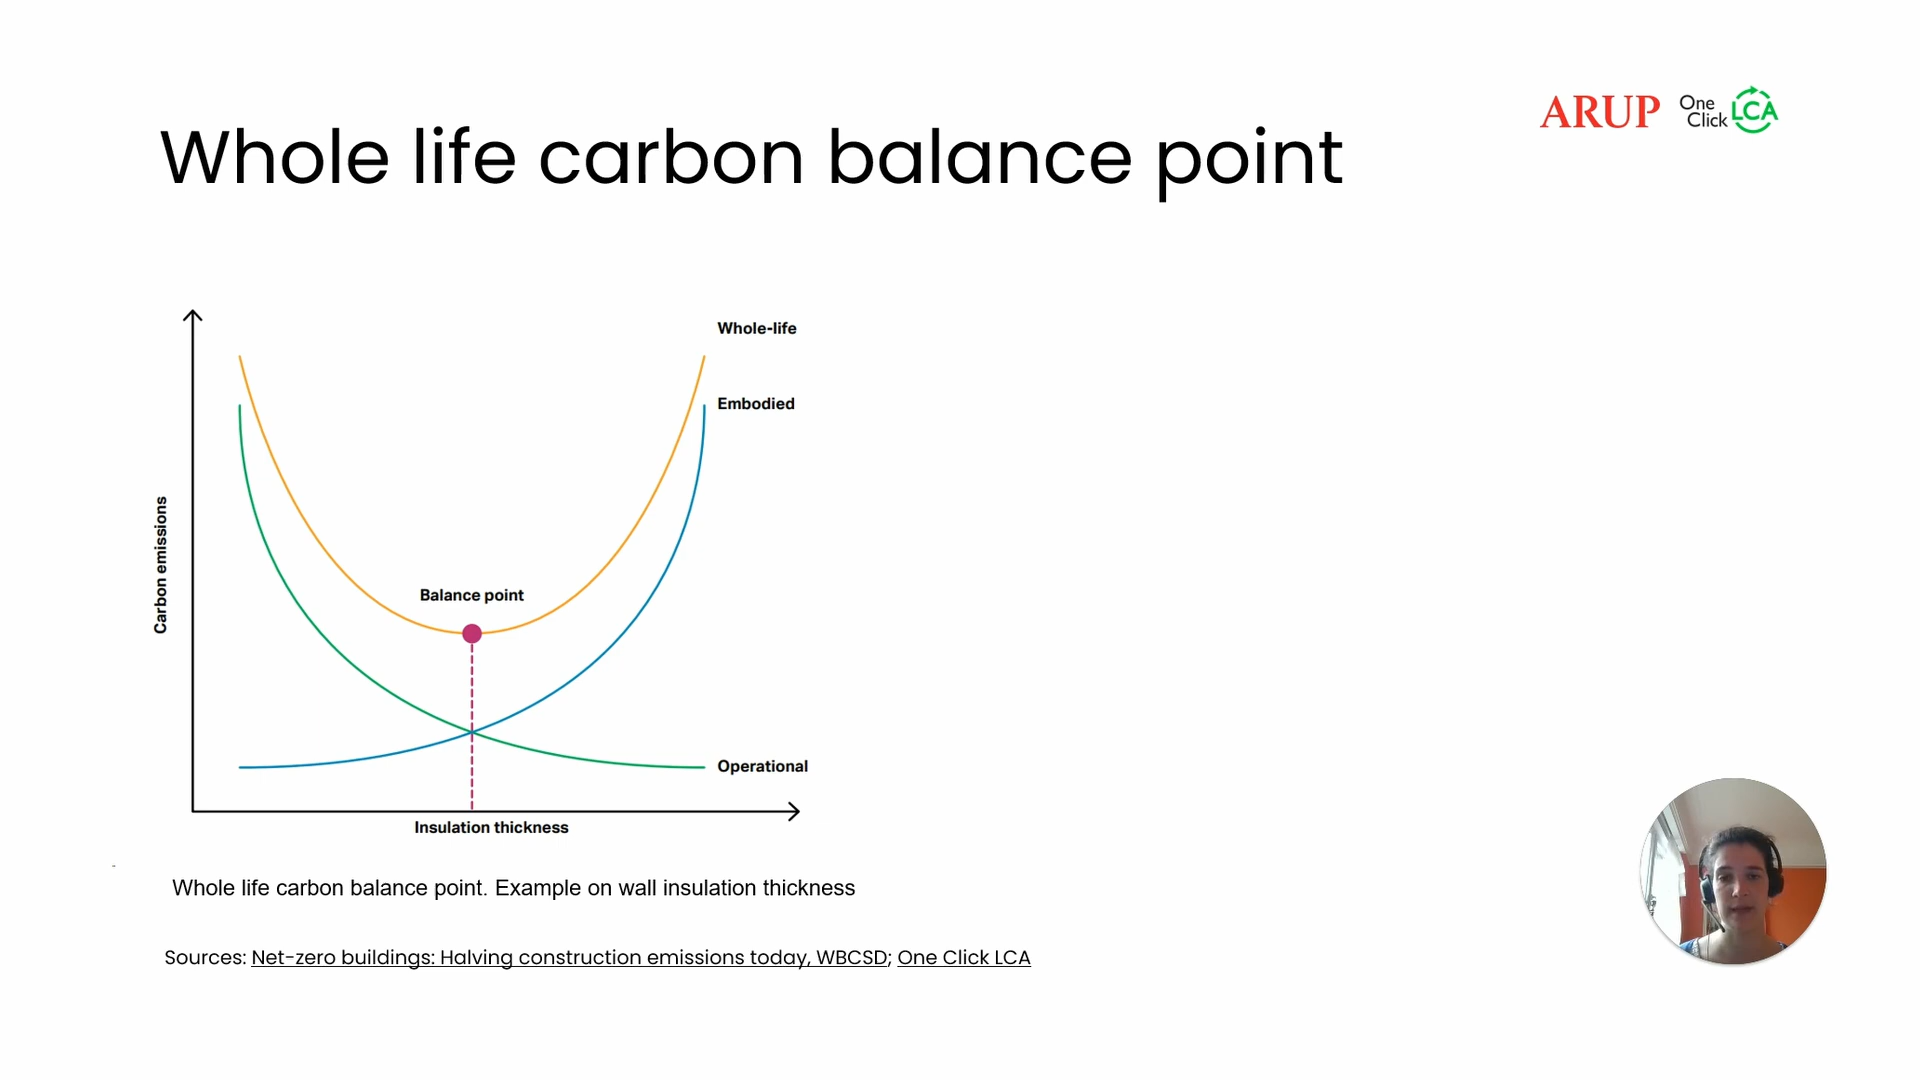 Whole life carbon balance point
ARUP
One
Click
LCA
Whole-life
Embodied
Carbon emissions
Balance point
Operational
Insulation thickness
Whole life carbon balance point. Example on wall insulation thickness
Sources: Net-zero buildings: Halving construction emissions today, WBCSD; One Click LCA